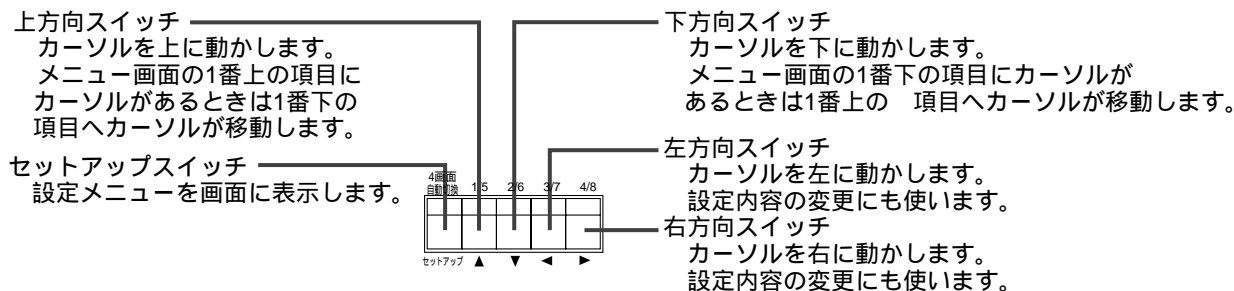 上方向スイッチ
カーソルを上に動かします。
メニュー画面の1番上の項目に
カーソルがあるときは1番下の
項目へカーソルが移動します。
セットアップスイッチ
設定メニューを画面に表示します。
下方向スイッチ
カーソルを下に動かします。
メニュー画面の1番下の項目にカーソルが
あるときは1番上の　項目へカーソルが移動します。
左方向スイッチ
カーソルを左に動かします。
設定内容の変更にも使います。
右方向スイッチ
カーソルを右に動かします。
設定内容の変更にも使います。
4画面
自動切換 1/5 2/6 3/7 4/8
セットアップ ▲ ▼ ◀ ▶